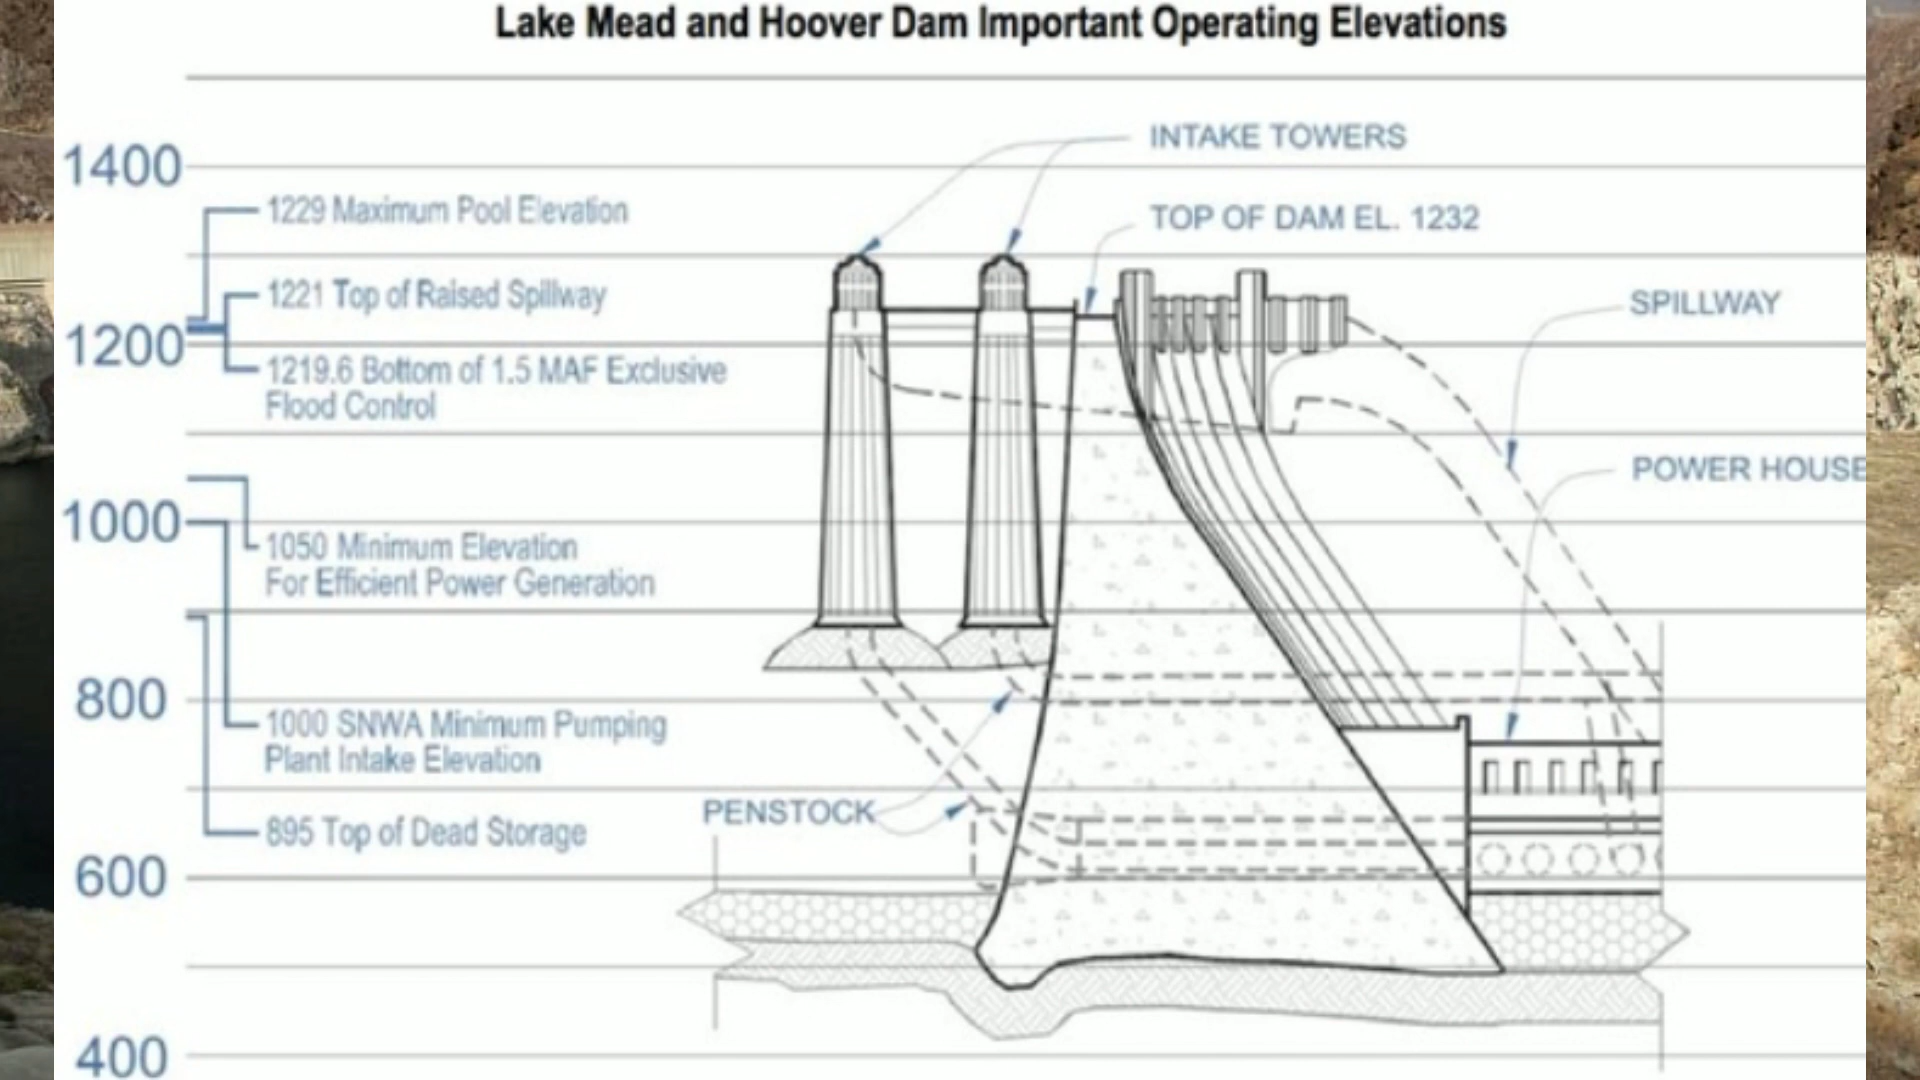 Lake Mead and Hoover Dam Important Operating Elevations
INTAKE TOWERS
1400
1229 Maximum Pool Elevation
TOP OF DAM EL. 1232
1221 Top of Raised Spillway
SPILLWAY
1200
1219.6 Bottom of 1.5 MAF Exclusive
Flood Control
POWER HOUSE
1000
1050 Minimum Elevation
For Efficient Power Generation
800
1000 SNWA Minimum Pumping
Plant Intake Elevation
PENSTOCK
895 Top of Dead Storage
600
400